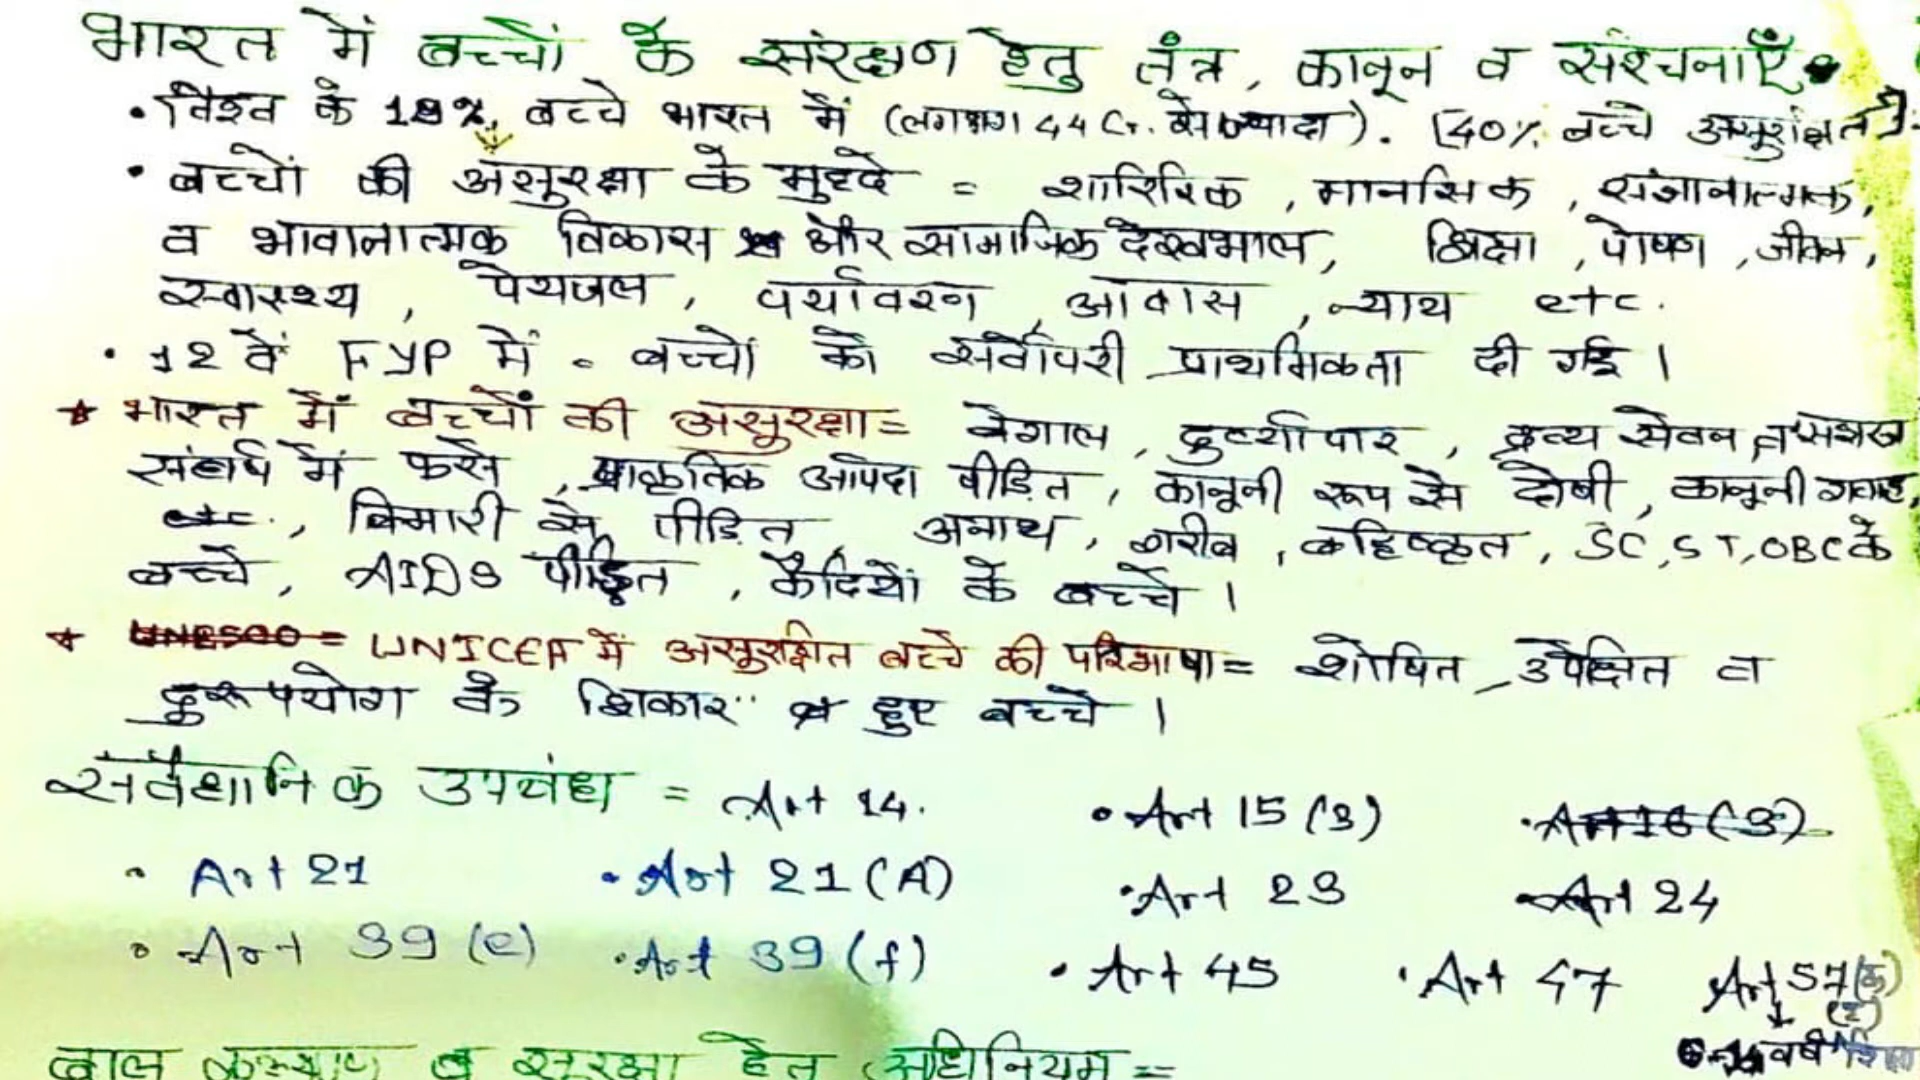 भारत में बच्चों के संरक्षण हेतु तंत्र, कानून व संरचनाएँ
• विश्व के 19% बच्चे भारत में (लगभग 44 Cr. से ज्यादा). [40% बच्चे असुरक्षित].
• बच्चों की असुरक्षा के मुद्दे = शारिरिक, मानसिक, संज्ञानात्मक,
व भावानात्मक विकास और सामाजिक देखभाल, शिक्षा, पोषण, जीवन,
स्वास्थ्य, पेयजल, पर्यावरण, आवास, न्याय etc.
• 12 वें FYP में - बच्चों को सर्वोपरी प्राथमिकता दी गई।
★ भारत में बच्चों की असुरक्षा = बेगाल, दुर्व्यापार, द्रव्य सेवन व सशस्त्र
संघर्ष में फसे, प्राकृतिक आपदा पीड़ित, कानूनी रूप से दोषी, कानूनी गवाह,
etc., बिमारी से पीड़ित, अनाथ, गरीब, बहिष्कृत, SC, ST, OBC के
बच्चे, AIDS पीड़ित, कैदियों के बच्चे।
★ UNESCO = UNICEF में असुरक्षित बच्चे की परिभाषा = शोषित, उपेक्षित व
दुरूपयोग के शिकार हुए बच्चे।
संवैधानिक उपबंध = Art 14. • Art 15 (3) • Art 16 (3)
• Art 21 • Art 21 (A) • Art 23 • Art 24
• Art 39 (e) • Art 39 (f) • Art 45 • Art 47 Art 51 (क)
वर्ष
बाल कल्याण व सुरक्षा हेतु अधिनियम =